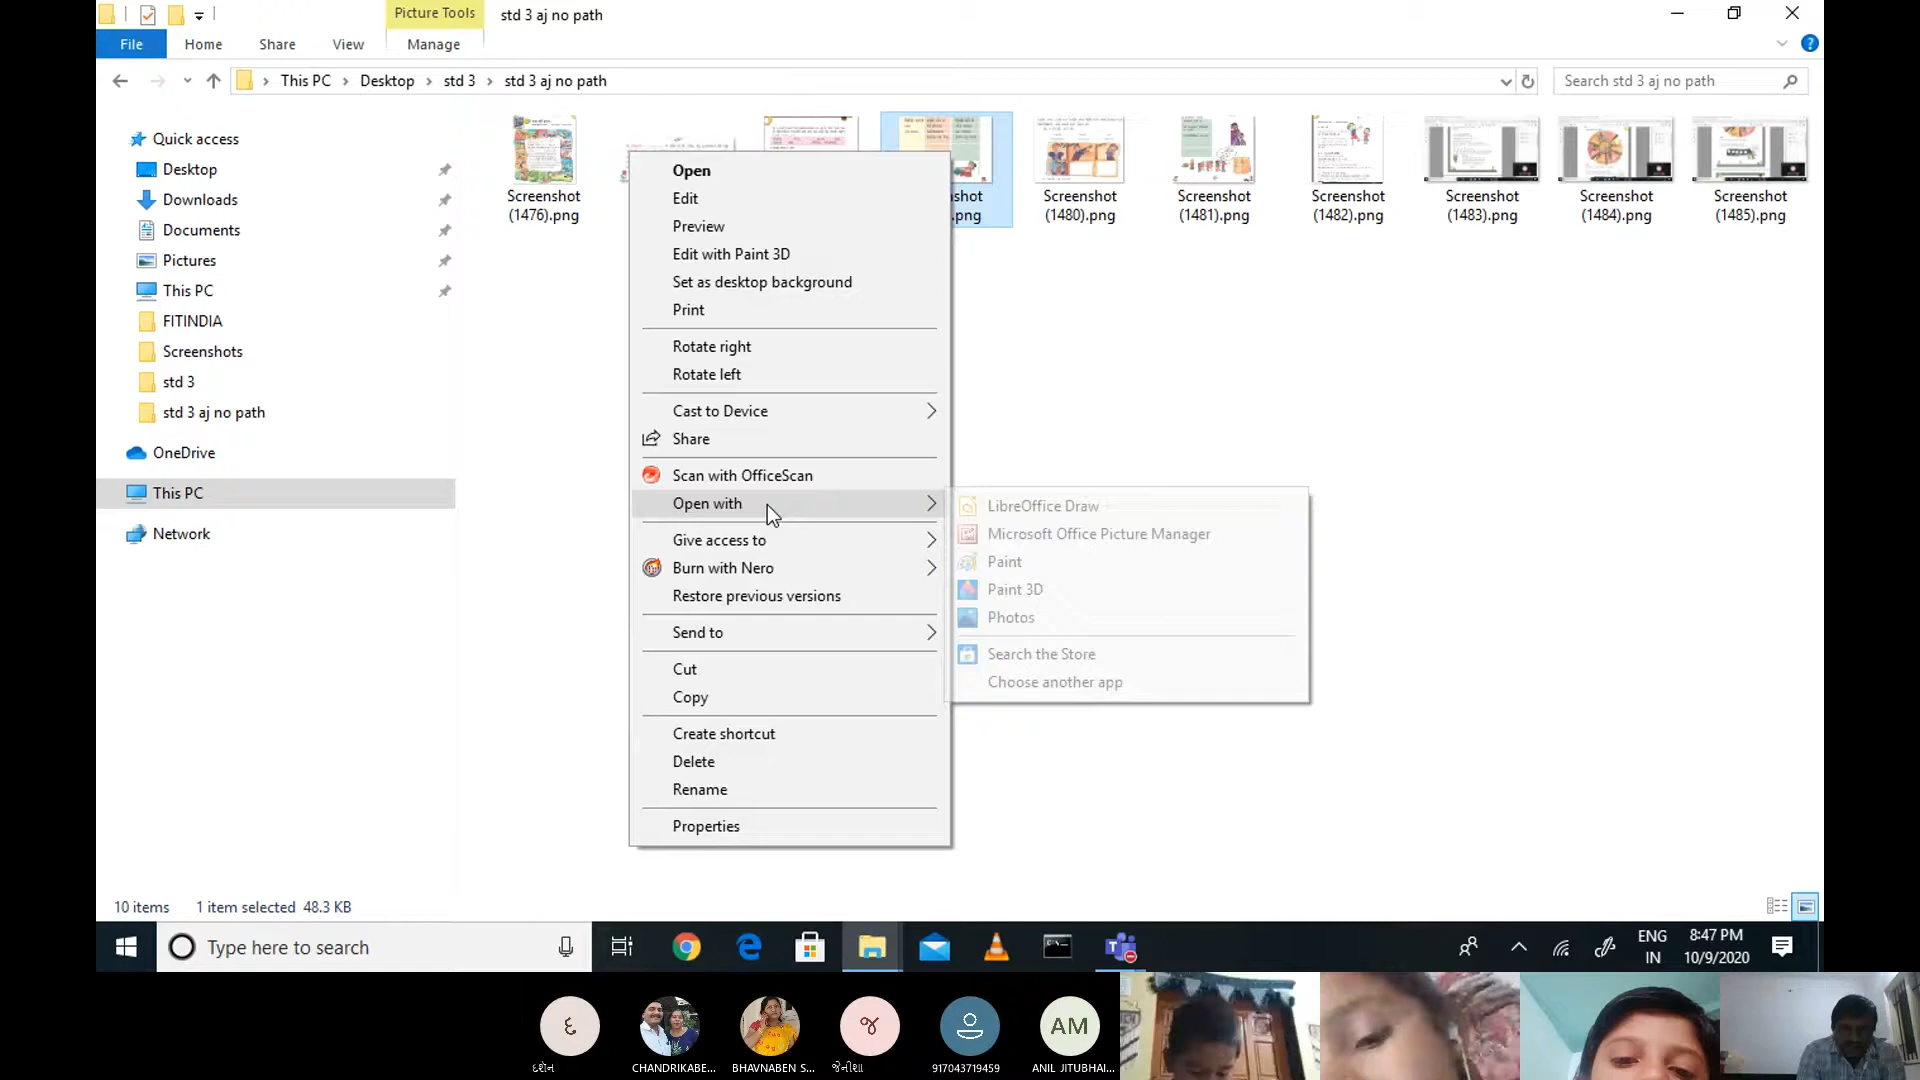 Picture Tools
std 3 aj no path
File
Home
Share
View
Manage
This PC
Desktop
std 3
std 3 aj no path
Search std 3 aj no path
Quick access
Desktop
Downloads
Documents
Pictures
This PC
FITINDIA
Screenshots
std 3
std 3 aj no path
OneDrive
This PC
Network
Screenshot
(1476).png
shot
.png
Screenshot
(1480).png
Screenshot
(1481).png
Screenshot
(1482).png
Screenshot
(1483).png
Screenshot
(1484).png
Screenshot
(1485).png
Open
Edit
Preview
Edit with Paint 3D
Set as desktop background
Print
Rotate right
Rotate left
Cast to Device
Share
Scan with OfficeScan
Open with
Give access to
Burn with Nero
Restore previous versions
Send to
Cut
Copy
Create shortcut
Delete
Rename
Properties
LibreOffice Draw
Microsoft Office Picture Manager
Paint
Paint 3D
Photos
Search the Store
Choose another app
10 items
1 item selected 48.3 KB
Type here to search
ENG
IN
8:47 PM
10/9/2020
દ
જ
AM
દર્શન
CHANDRIKABE...
BHAVNABEN S...
જેનીશા
917043719459
ANIL JITUBHAI...